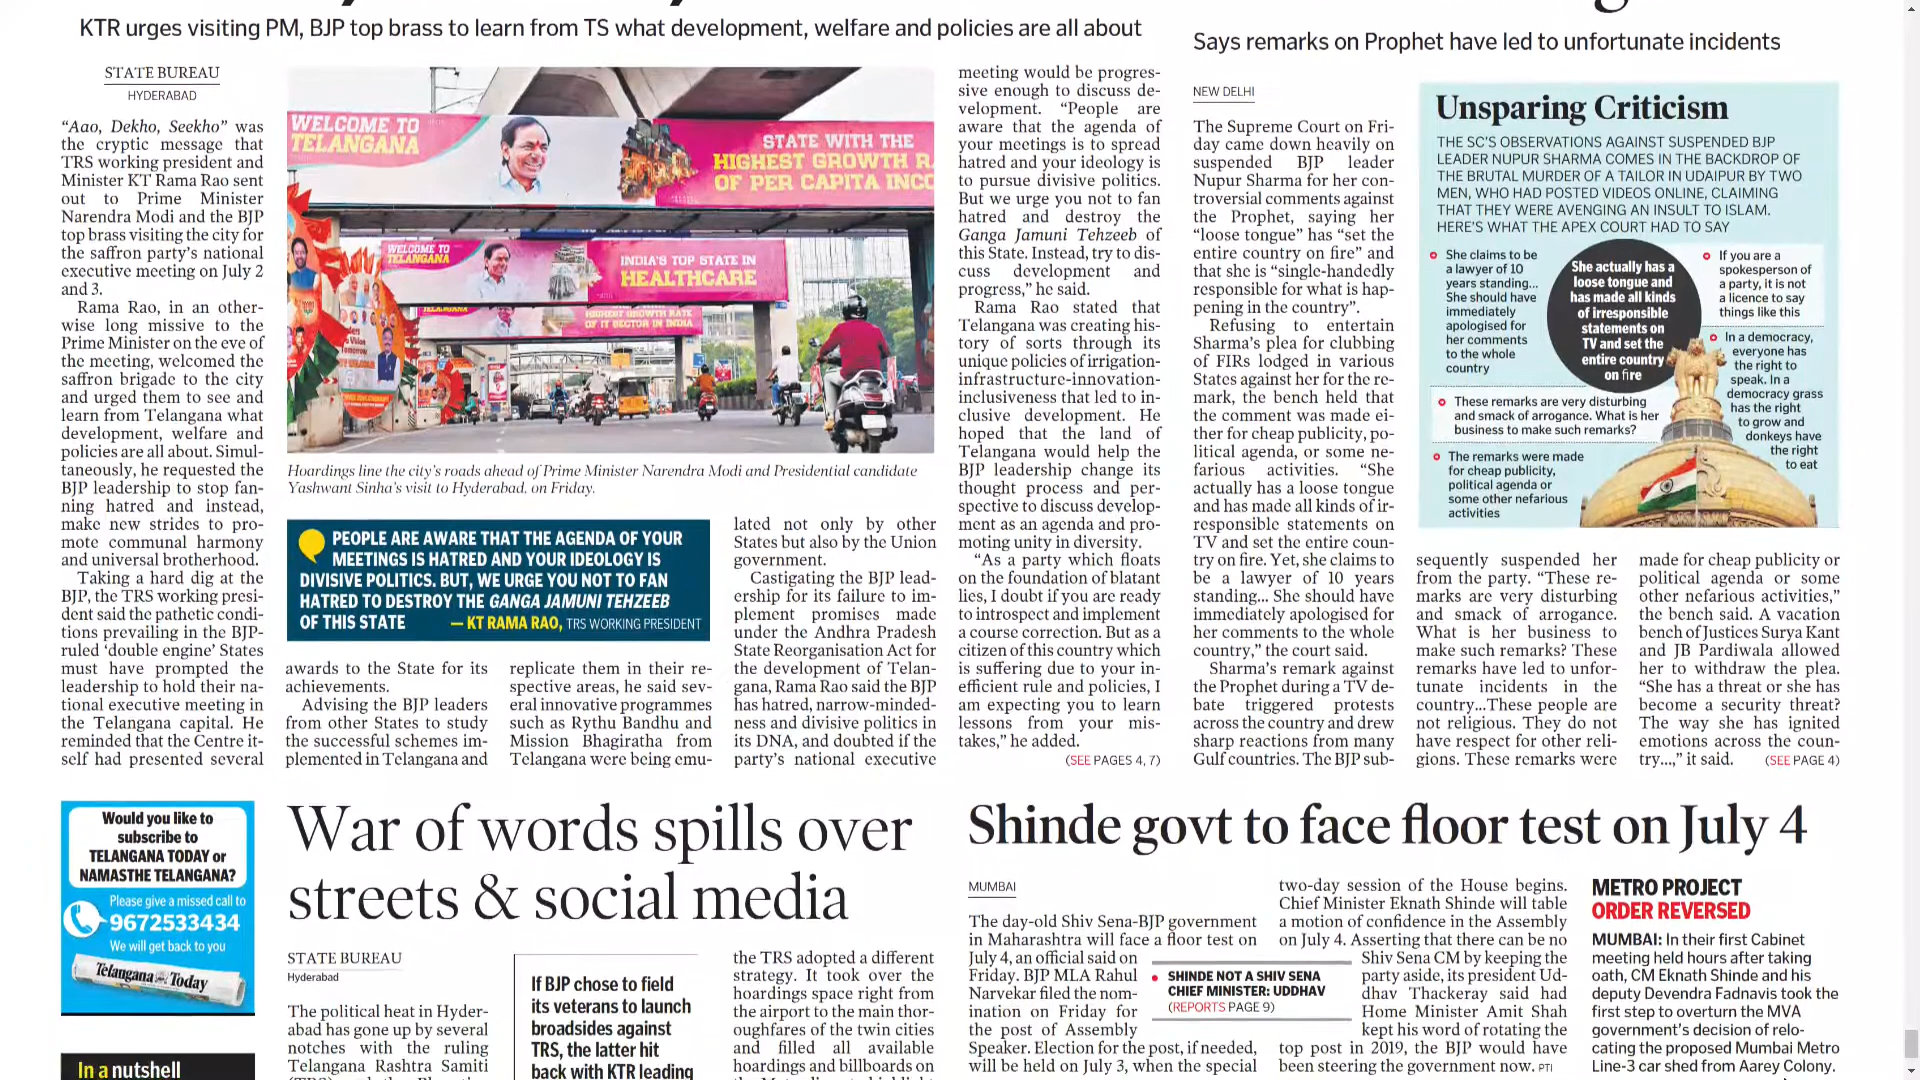 KTR urges visiting PM, BJP top brass to learn from TS what development, welfare and policies are all about
STATE BUREAU
HYDERABAD
“Aao, Dekho, Seekho” was
the cryptic message that
TRS working president and
Minister KT Rama Rao sent
out to Prime Minister
Narendra Modi and the BJP
top brass visiting the city for
the saffron party’s national
executive meeting on July 2
and 3.
Rama Rao, in an other-
wise long missive to the
Prime Minister on the eve of
the meeting, welcomed the
saffron brigade to the city
and urged them to see and
learn from Telangana what
development, welfare and
policies are all about. Simul-
taneously, he requested the
BJP leadership to stop fan-
ning hatred and instead,
make new strides to pro-
mote communal harmony
and universal brotherhood.
Taking a hard dig at the
BJP, the TRS working presi-
dent said the pathetic condi-
tions prevailing in the BJP-
ruled ‘double engine’ States
must have prompted the
leadership to hold their na-
tional executive meeting in
the Telangana capital. He
reminded that the Centre it-
self had presented several
WELCOME TO
TELANGANA
STATE WITH THE
HIGHEST GROWTH R
OF PER CAPITA INCO
WELCOME TO
TELANGANA
INDIA'S TOP STATE IN
HEALTHCARE
TELANGANA
HIGHEST GROWTH RATE
OF IT SECTOR IN INDIA
Hoardings line the city’s roads ahead of Prime Minister Narendra Modi and Presidential candidate
Yashwant Sinha’s visit to Hyderabad, on Friday.
PEOPLE ARE AWARE THAT THE AGENDA OF YOUR
MEETINGS IS HATRED AND YOUR IDEOLOGY IS
DIVISIVE POLITICS. BUT, WE URGE YOU NOT TO FAN
HATRED TO DESTROY THE GANGA JAMUNI TEHZEEB
OF THIS STATE — KT RAMA RAO, TRS WORKING PRESIDENT
awards to the State for its
achievements.
Advising the BJP leaders
from other States to study
the successful schemes im-
plemented in Telangana and
replicate them in their re-
spective areas, he said sev-
eral innovative programmes
such as Rythu Bandhu and
Mission Bhagiratha from
Telangana were being emu-
lated not only by other
States but also by the Union
government.
Castigating the BJP lead-
ership for its failure to im-
plement promises made
under the Andhra Pradesh
State Reorganisation Act for
the development of Telan-
gana, Rama Rao said the BJP
has hatred, narrow-minded-
ness and divisive politics in
its DNA, and doubted if the
party’s national executive
meeting would be progres-
sive enough to discuss de-
velopment. “People are
aware that the agenda of
your meetings is to spread
hatred and your ideology is
to pursue divisive politics.
But we urge you not to fan
hatred and destroy the
Ganga Jamuni Tehzeeb of
this State. Instead, try to dis-
cuss development and
progress,” he said.
Rama Rao stated that
Telangana was creating his-
tory of sorts through its
unique policies of irrigation-
infrastructure-innovation-
inclusiveness that led to in-
clusive development. He
hoped that the land of
Telangana would help the
BJP leadership change its
thought process and per-
spective to discuss develop-
ment as an agenda and pro-
moting unity in diversity.
“As a party which floats
on the foundation of blatant
lies, I doubt if you are ready
to introspect and implement
a course correction. But as a
citizen of this country which
is suffering due to your in-
efficient rule and policies, I
am expecting you to learn
lessons from your mis-
takes,” he added.
(SEE PAGES 4, 7)
Says remarks on Prophet have led to unfortunate incidents
NEW DELHI
The Supreme Court on Fri-
day came down heavily on
suspended BJP leader
Nupur Sharma for her con-
troversial comments against
the Prophet, saying her
“loose tongue” has “set the
entire country on fire” and
that she is “single-handedly
responsible for what is hap-
pening in the country”.
Refusing to entertain
Sharma’s plea for clubbing
of FIRs lodged in various
States against her for the re-
mark, the bench held that
the comment was made ei-
ther for cheap publicity, po-
litical agenda, or some ne-
farious activities. “She
actually has a loose tongue
and has made all kinds of ir-
responsible statements on
TV and set the entire coun-
try on fire. Yet, she claims to
be a lawyer of 10 years
standing... She should have
immediately apologised for
her comments to the whole
country,” the court said.
Sharma’s remark against
the Prophet during a TV de-
bate triggered protests
across the country and drew
sharp reactions from many
Gulf countries. The BJP sub-
Unsparing Criticism
THE SC’S OBSERVATIONS AGAINST SUSPENDED BJP
LEADER NUPUR SHARMA COMES IN THE BACKDROP OF
THE BRUTAL MURDER OF A TAILOR IN UDAIPUR BY TWO
MEN, WHO HAD POSTED VIDEOS ONLINE, CLAIMING
THAT THEY WERE AVENGING AN INSULT TO ISLAM.
HERE’S WHAT THE APEX COURT HAD TO SAY
She claims to be
a lawyer of 10
years standing...
She should have
immediately
apologised for
her comments
to the whole
country
She actually has a
loose tongue and
has made all kinds
of irresponsible
statements on
TV and set the
entire country
on fire
If you are a
spokesperson of
a party, it is not
a licence to say
things like this
In a democracy,
everyone has
the right to
speak. In a
democracy grass
has the right
to grow and
donkeys have
the right
to eat
These remarks are very disturbing
and smack of arrogance. What is her
business to make such remarks?
The remarks were made
for cheap publicity,
political agenda or
some other nefarious
activities
sequently suspended her
from the party. “These re-
marks are very disturbing
and smack of arrogance.
What is her business to
make such remarks? These
remarks have led to unfor-
tunate incidents in the
country...These people are
not religious. They do not
have respect for other reli-
gions. These remarks were
made for cheap publicity or
political agenda or some
other nefarious activities,”
the bench said. A vacation
bench of Justices Surya Kant
and JB Pardiwala allowed
her to withdraw the plea.
“She has a threat or she has
become a security threat?
The way she has ignited
emotions across the coun-
try...,” it said. (SEE PAGE 4)
Would you like to
subscribe to
TELANGANA TODAY or
NAMASTHE TELANGANA?
Please give a missed call to
9672533434
We will get back to you
Telangana Today
In a nutshell
War of words spills over
streets & social media
STATE BUREAU
Hyderabad
The political heat in Hyder-
abad has gone up by several
notches with the ruling
Telangana Rashtra Samiti
If BJP chose to field
its veterans to launch
broadsides against
TRS, the latter hit
back with KTR leading
the TRS adopted a different
strategy. It took over the
hoardings space right from
the airport to the main thor-
oughfares of the twin cities
and filled all available
hoardings and billboards on
Shinde govt to face floor test on July 4
MUMBAI
The day-old Shiv Sena-BJP government
in Maharashtra will face a floor test on
July 4, an official said on
Friday. BJP MLA Rahul
Narvekar filed the nom-
ination on Friday for
the post of Assembly
Speaker. Election for the post, if needed,
will be held on July 3, when the special
SHINDE NOT A SHIV SENA
CHIEF MINISTER: UDDHAV
(REPORTS PAGE 9)
two-day session of the House begins.
Chief Minister Eknath Shinde will table
a motion of confidence in the Assembly
on July 4. Asserting that there can be no
Shiv Sena CM by keeping the
party aside, its president Ud-
dhav Thackeray said had
Home Minister Amit Shah
kept his word of rotating the
top post in 2019, the BJP would have
been steering the government now. PTI
METRO PROJECT
ORDER REVERSED
MUMBAI: In their first Cabinet
meeting held hours after taking
oath, CM Eknath Shinde and his
deputy Devendra Fadnavis took the
first step to overturn the MVA
government’s decision of relo-
cating the proposed Mumbai Metro
Line-3 car shed from Aarey Colony.